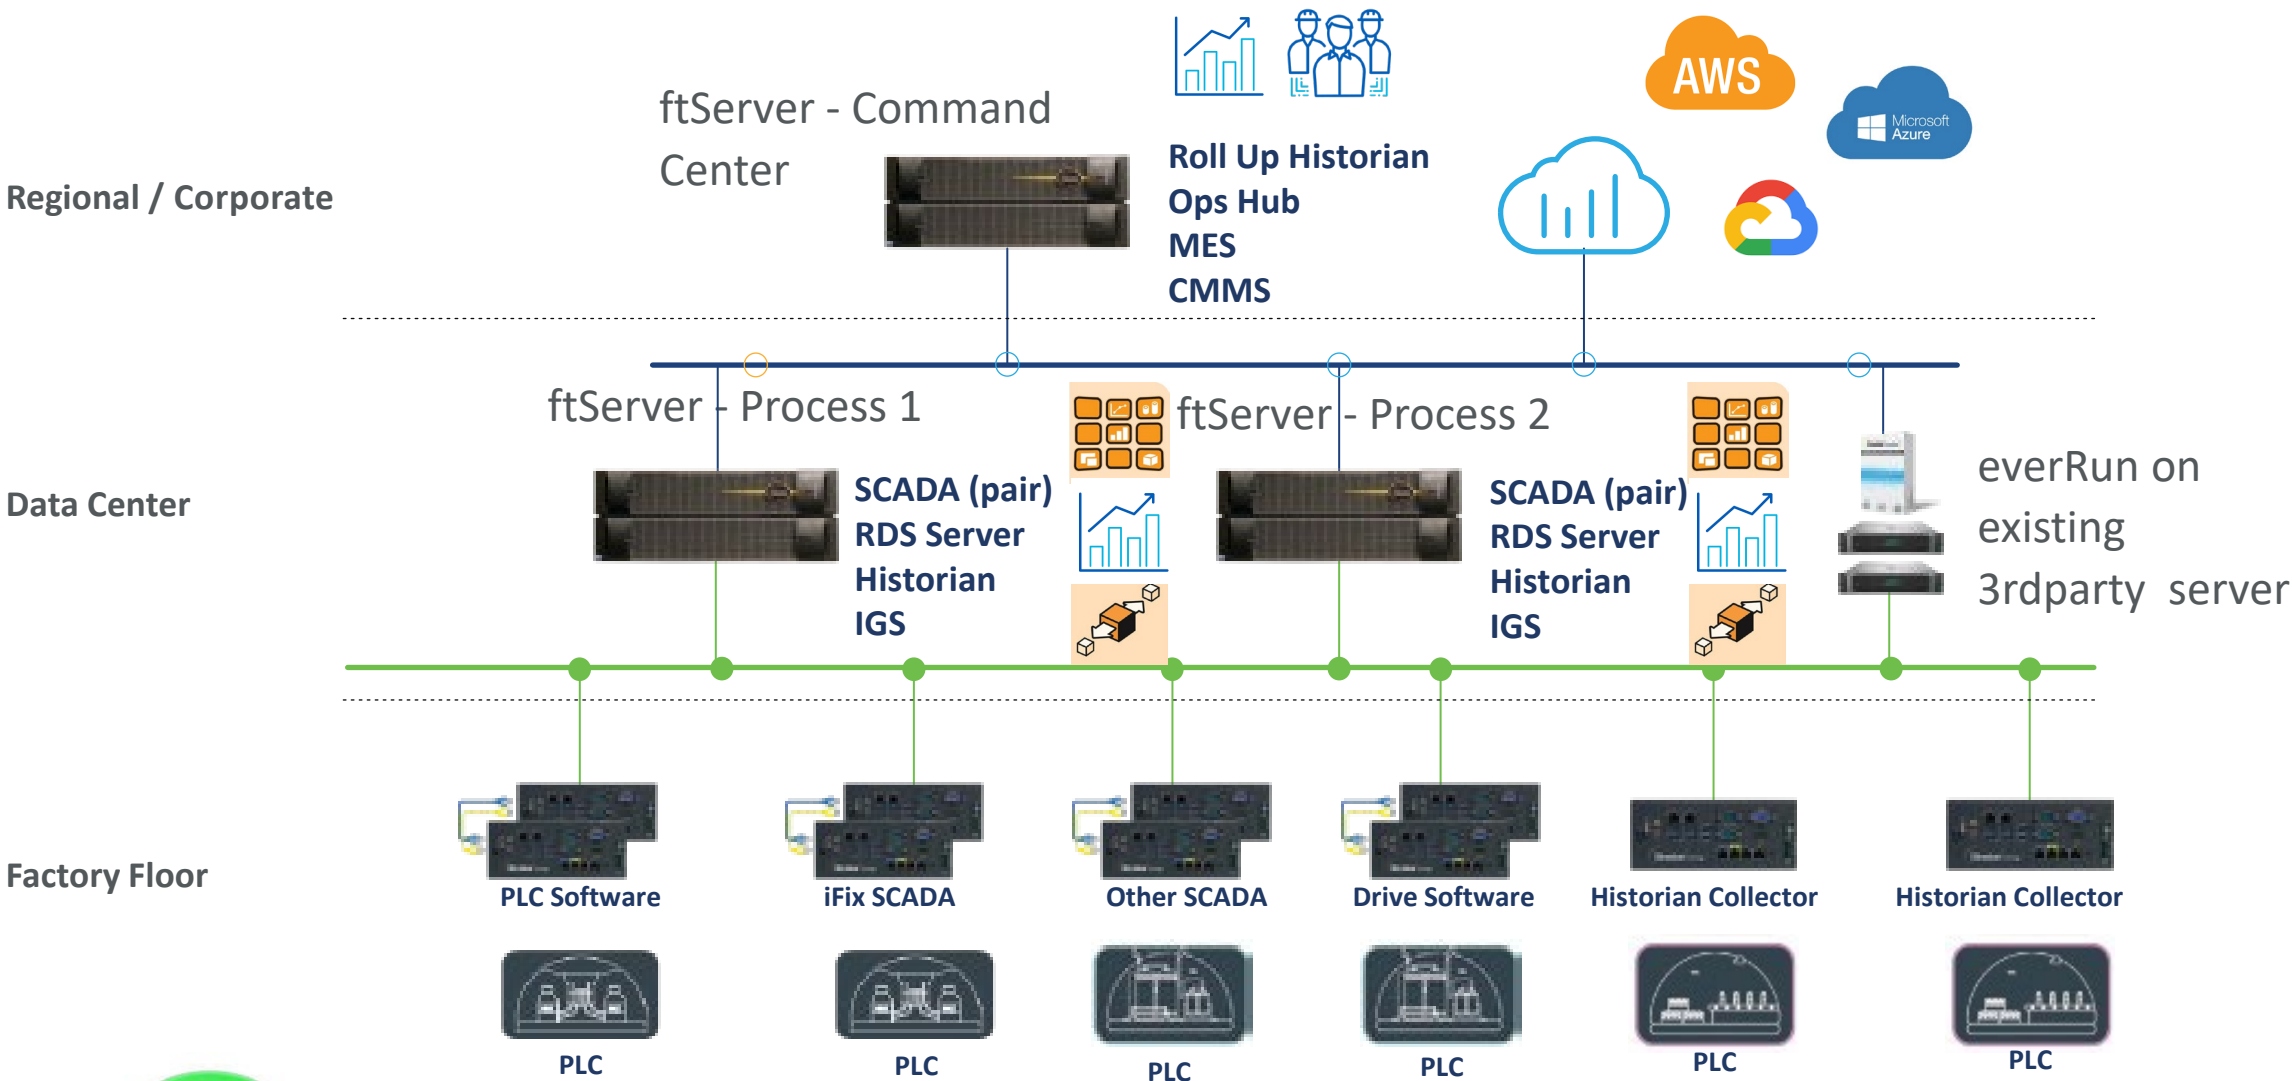 AWS
Microsoft
Azure
ftServer - Command
Center
Roll Up Historian
Ops Hub
MES
CMMS
Regional / Corporate
ftServer - Process 1
ftServer - Process 2
Data Center
SCADA (pair)
RDS Server
Historian
IGS
SCADA (pair)
RDS Server
Historian
IGS
everRun on
existing
3rdparty server
Factory Floor
PLC Software
iFix SCADA
Other SCADA
Drive Software
Historian Collector
Historian Collector
PLC
PLC
PLC
PLC
PLC
PLC